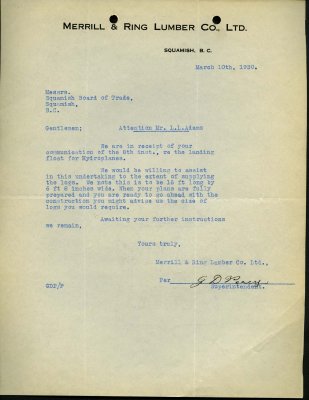 MERRILL & RING LUMBER CO., LTD.
SQUAMISH, B. C.
March 10th, 1930.
Messrs.
Squamish Board of Trade,
Squamish,
B.C.
Gentlemen; Attention Mr. L.L.Adams
We are in receipt of your
communication of the 8th inst., re the landing
float for Hydroplanes.
We would be willing to assist
in this undertaking to the extent of supplying
the logs. We note this is to be 16 ft long by
6 ft 8 inches wide. When your plans are fully
prepared and you are ready to go ahead with the
construction you might advise us the size of
logs you would require.
Awaiting your further instructions
we remain,
Yours truly,
Merrill & Ring Lumber Co. Ltd.,
Per G D
GDP/P Superintendent.